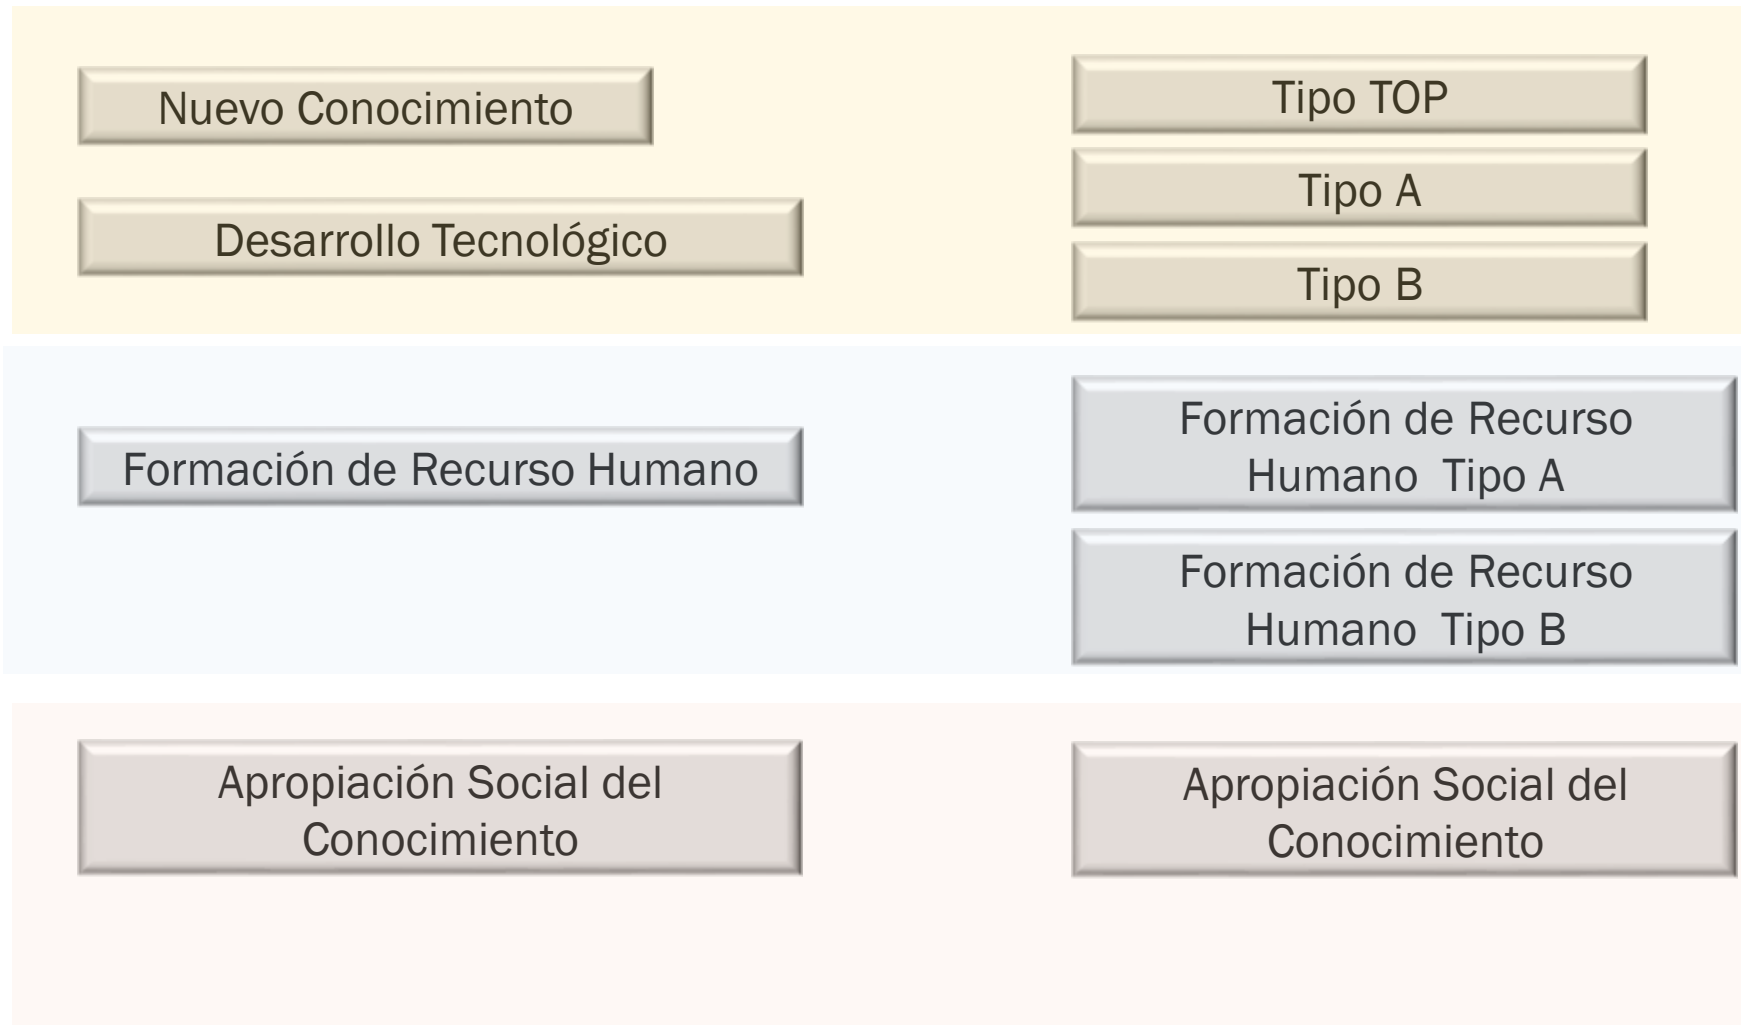 Nuevo Conocimiento
Desarrollo Tecnológico
Tipo TOP
Tipo A
Tipo B
Formación de Recurso Humano
Formación de Recurso
Humano Tipo A
Formación de Recurso
Humano Tipo B
Apropiación Social del
Conocimiento
Apropiación Social del
Conocimiento